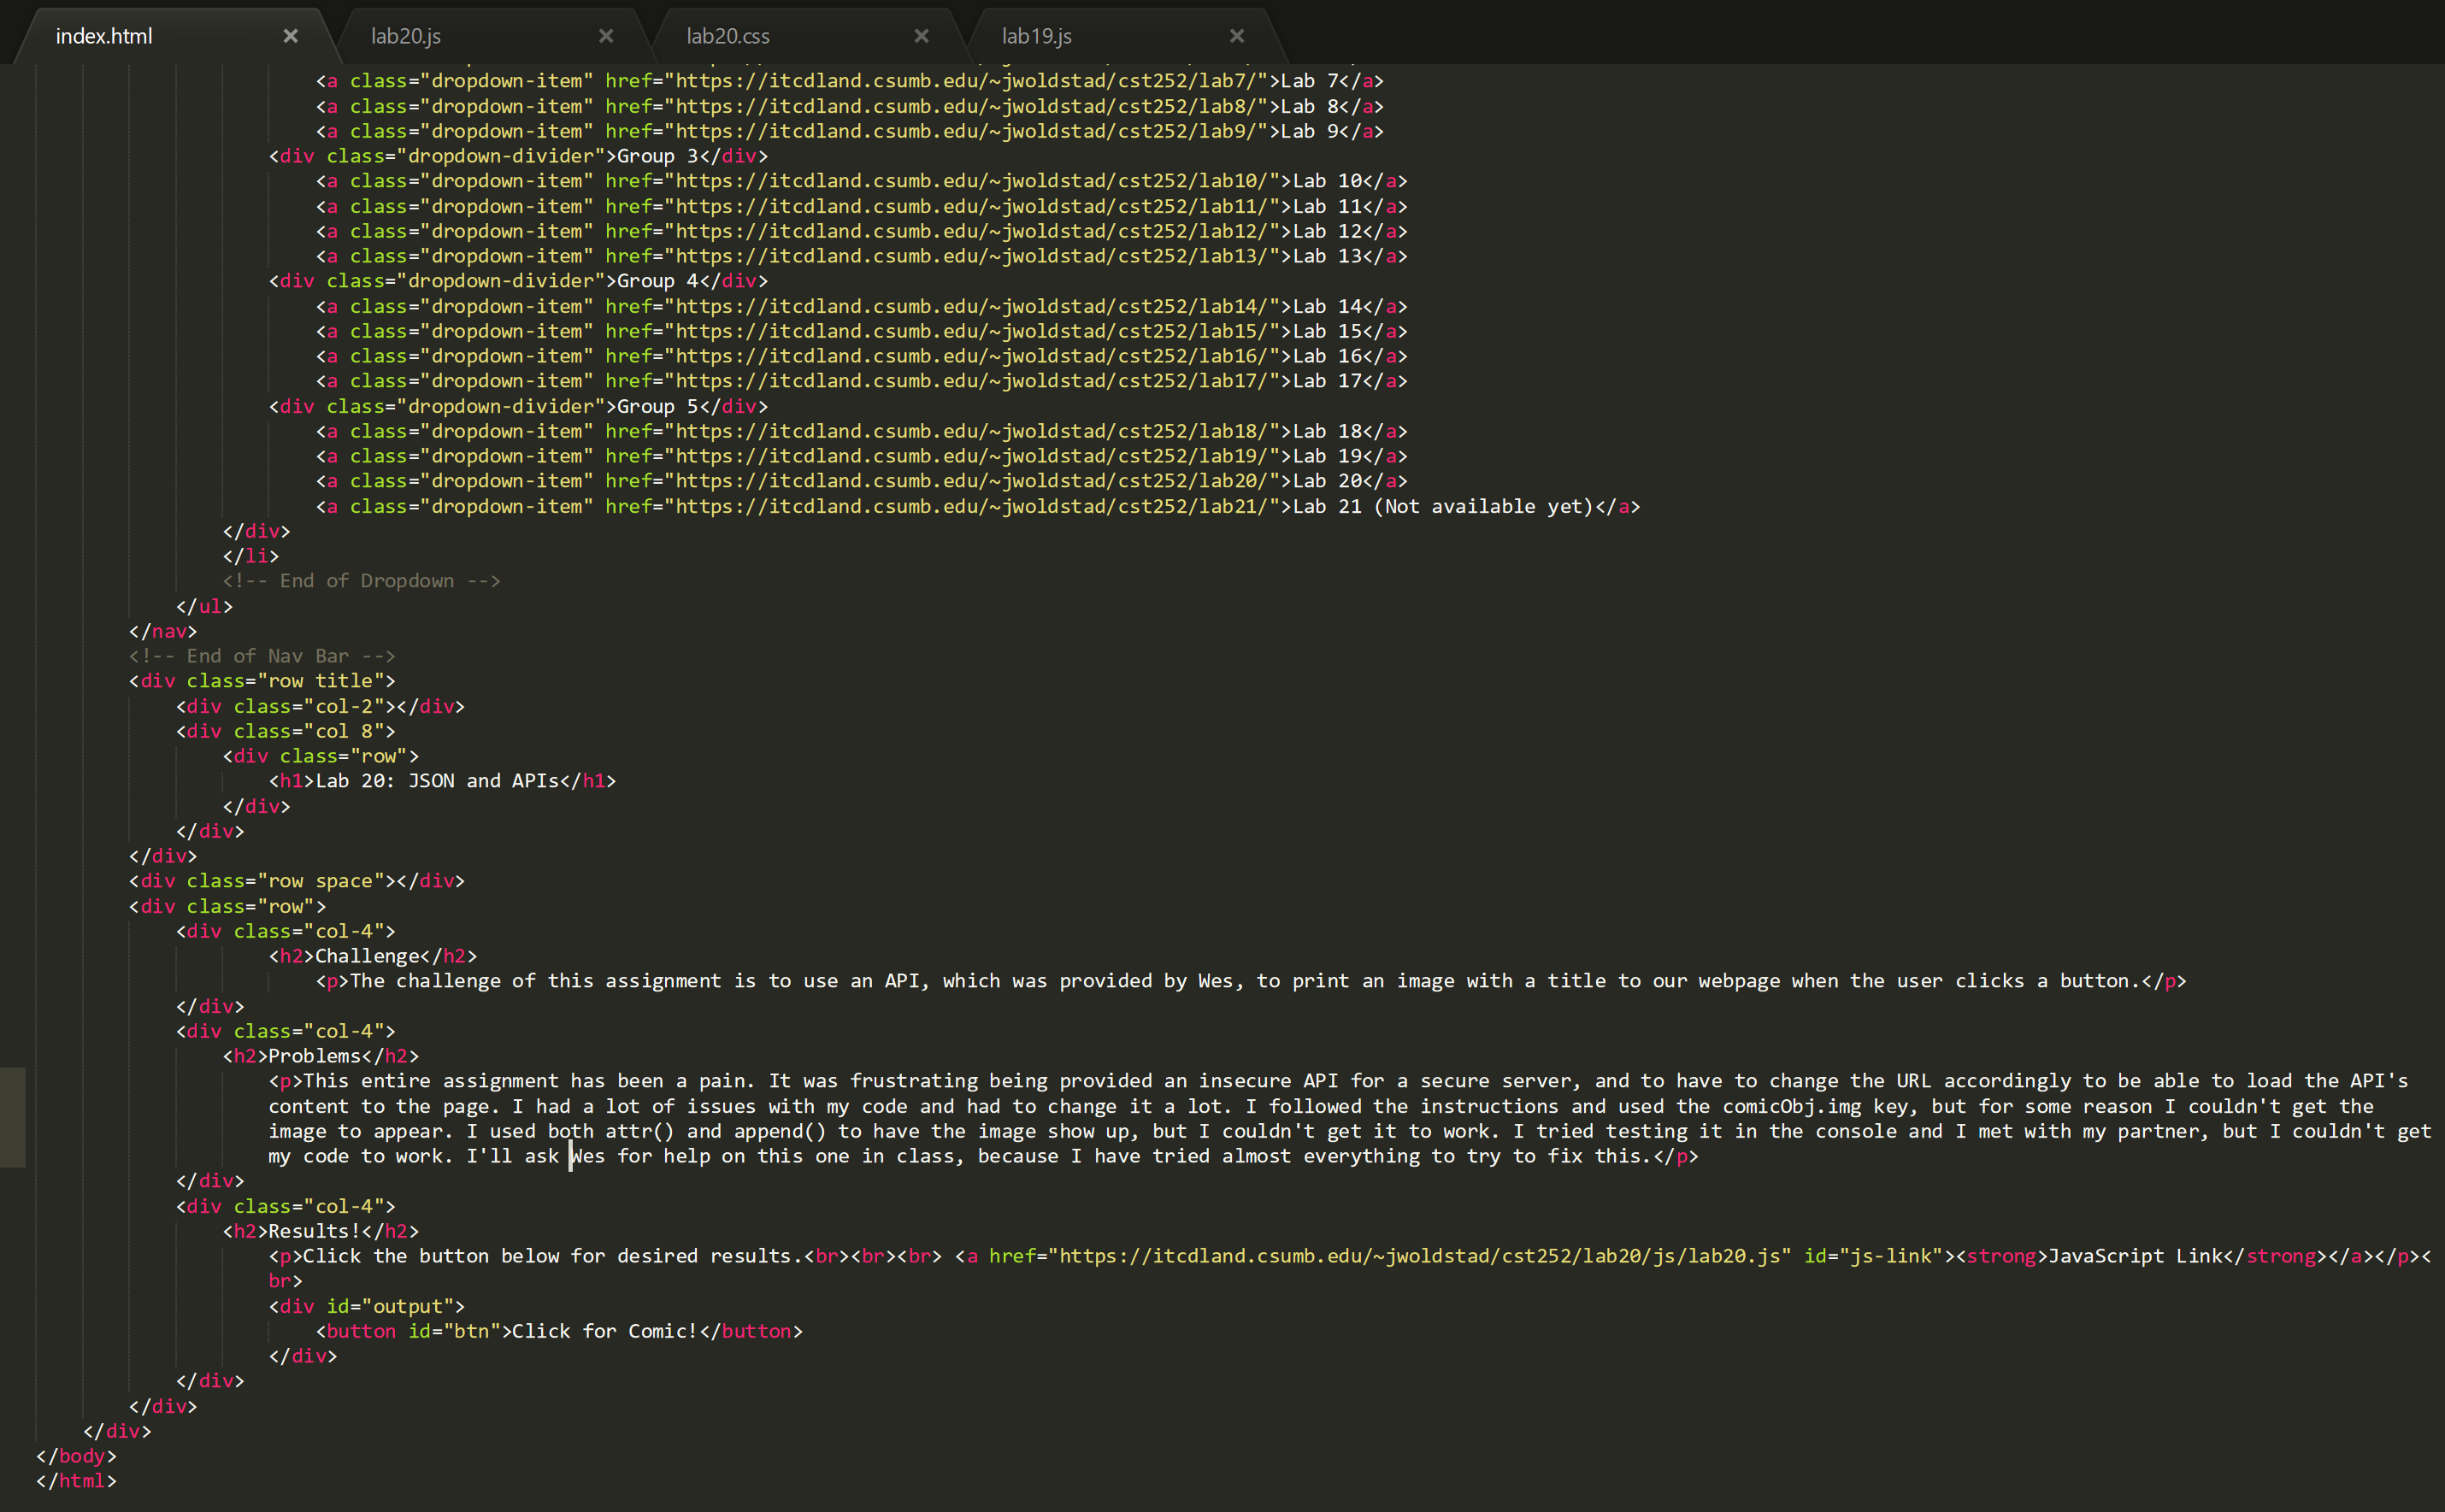 index.html × lab20.js × lab20.css × lab19.js ×
<a class="dropdown-item" href="https://itcdland.csumb.edu/~jwoldstad/cst252/lab7/">Lab 7</a>
<a class="dropdown-item" href="https://itcdland.csumb.edu/~jwoldstad/cst252/lab8/">Lab 8</a>
<a class="dropdown-item" href="https://itcdland.csumb.edu/~jwoldstad/cst252/lab9/">Lab 9</a>
<div class="dropdown-divider">Group 3</div>
<a class="dropdown-item" href="https://itcdland.csumb.edu/~jwoldstad/cst252/lab10/">Lab 10</a>
<a class="dropdown-item" href="https://itcdland.csumb.edu/~jwoldstad/cst252/lab11/">Lab 11</a>
<a class="dropdown-item" href="https://itcdland.csumb.edu/~jwoldstad/cst252/lab12/">Lab 12</a>
<a class="dropdown-item" href="https://itcdland.csumb.edu/~jwoldstad/cst252/lab13/">Lab 13</a>
<div class="dropdown-divider">Group 4</div>
<a class="dropdown-item" href="https://itcdland.csumb.edu/~jwoldstad/cst252/lab14/">Lab 14</a>
<a class="dropdown-item" href="https://itcdland.csumb.edu/~jwoldstad/cst252/lab15/">Lab 15</a>
<a class="dropdown-item" href="https://itcdland.csumb.edu/~jwoldstad/cst252/lab16/">Lab 16</a>
<a class="dropdown-item" href="https://itcdland.csumb.edu/~jwoldstad/cst252/lab17/">Lab 17</a>
<div class="dropdown-divider">Group 5</div>
<a class="dropdown-item" href="https://itcdland.csumb.edu/~jwoldstad/cst252/lab18/">Lab 18</a>
<a class="dropdown-item" href="https://itcdland.csumb.edu/~jwoldstad/cst252/lab19/">Lab 19</a>
<a class="dropdown-item" href="https://itcdland.csumb.edu/~jwoldstad/cst252/lab20/">Lab 20</a>
<a class="dropdown-item" href="https://itcdland.csumb.edu/~jwoldstad/cst252/lab21/">Lab 21 (Not available yet)</a>
</div>
</li>
<!-- End of Dropdown -->
</ul>
</nav>
<!-- End of Nav Bar -->
<div class="row title">
<div class="col-2"></div>
<div class="col 8">
<div class="row">
<h1>Lab 20: JSON and APIs</h1>
</div>
</div>
</div>
<div class="row space"></div>
<div class="row">
<div class="col-4">
<h2>Challenge</h2>
<p>The challenge of this assignment is to use an API, which was provided by Wes, to print an image with a title to our webpage when the user clicks a button.</p>
</div>
<div class="col-4">
<h2>Problems</h2>
<p>This entire assignment has been a pain. It was frustrating being provided an insecure API for a secure server, and to have to change the URL accordingly to be able to load the API's
content to the page. I had a lot of issues with my code and had to change it a lot. I followed the instructions and used the comicObj.img key, but for some reason I couldn't get the
image to appear. I used both attr() and append() to have the image show up, but I couldn't get it to work. I tried testing it in the console and I met with my partner, but I couldn't get
my code to work. I'll ask Wes for help on this one in class, because I have tried almost everything to try to fix this.</p>
</div>
<div class="col-4">
<h2>Results!</h2>
<p>Click the button below for desired results.<br><br><br> <a href="https://itcdland.csumb.edu/~jwoldstad/cst252/lab20/js/lab20.js" id="js-link"><strong>JavaScript Link</strong></a></p><
br>
<div id="output">
<button id="btn">Click for Comic!</button>
</div>
</div>
</div>
</div>
</body>
</html>